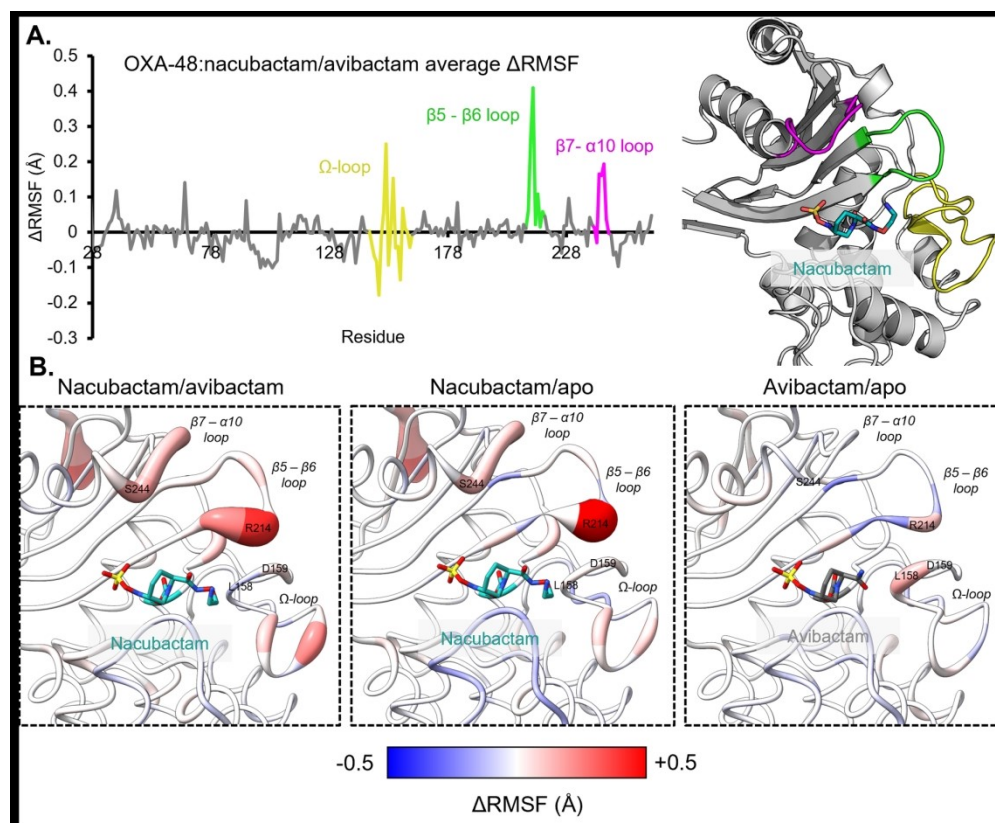 A.
OXA-48:nacubactam/avibactam average ΔRMSF
0.5
0.4
0.3
0.2
0.1
0
-0.1
-0.2
-0.3
ΔRMSF (Å)
28
78
128
178
228
Residue
Ω-loop
β5 - β6 loop
β7- α10 loop
Nacubactam
B.
Nacubactam/avibactam
β7 – α10
loop
β5 – β6
loop
S244
R214
D159
L158
Ω-loop
Nacubactam
Nacubactam/apo
β7 – α10
loop
β5 – β6
loop
S244
R214
D159
L158
Ω-loop
Nacubactam
Avibactam/apo
β7 – α10
loop
β5 – β6
loop
S244
R214
D159
L158
Ω-loop
Avibactam
-0.5
+0.5
ΔRMSF (Å)